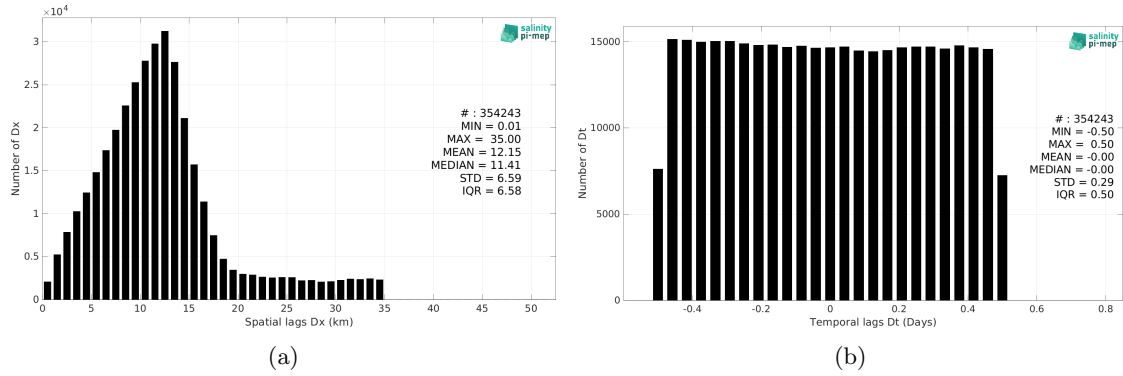 ×10⁴
3
2.5
2
1.5
1
0.5
0
Number of Dx
salinity
pi-mep
# : 354243
MIN = 0.01
MAX = 35.00
MEAN = 12.15
MEDIAN = 11.41
STD = 6.59
IQR = 6.58
0 5 10 15 20 25 30 35 40 45 50
Spatial lags Dx (km)
(a)
15000
10000
5000
0
Number of Dt
salinity
pi-mep
# : 354243
MIN = -0.50
MAX = 0.50
MEAN = -0.00
MEDIAN = -0.00
STD = 0.29
IQR = 0.50
-0.4 -0.2 0 0.2 0.4 0.6 0.8
Temporal lags Dt (Days)
(b)